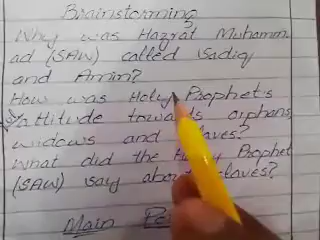 Brainstorming
Why was Hazrat Muhamm
ad (SAW) called Sadiq
and Amin?
How was Holy Prophet's
Attitude towards orphans,
widows and slaves?
What did the Holy Prophet
(SAW) say about slaves?
Main